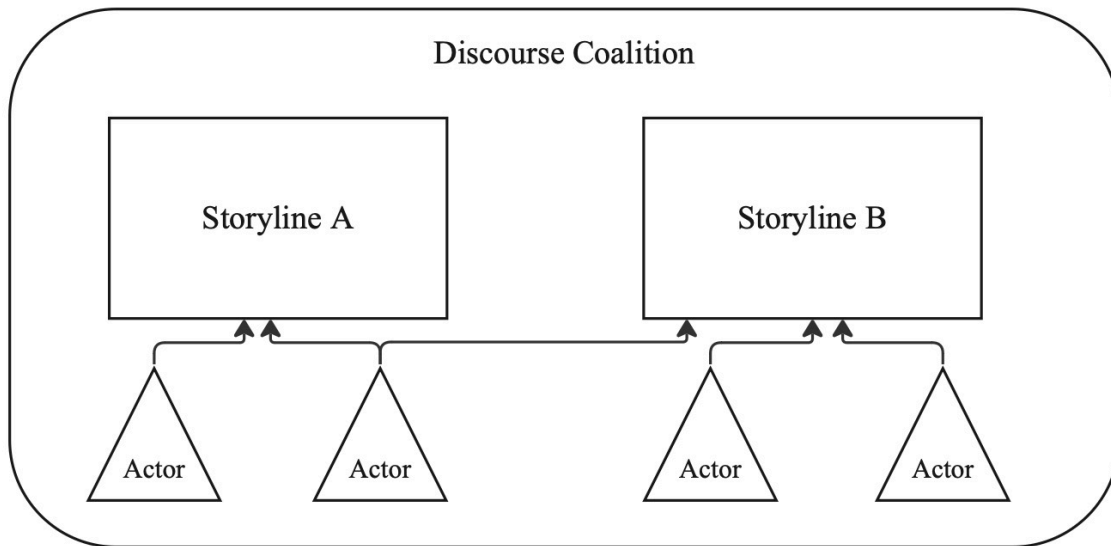 Discourse Coalition
Storyline A
Storyline B
Actor
Actor
Actor
Actor